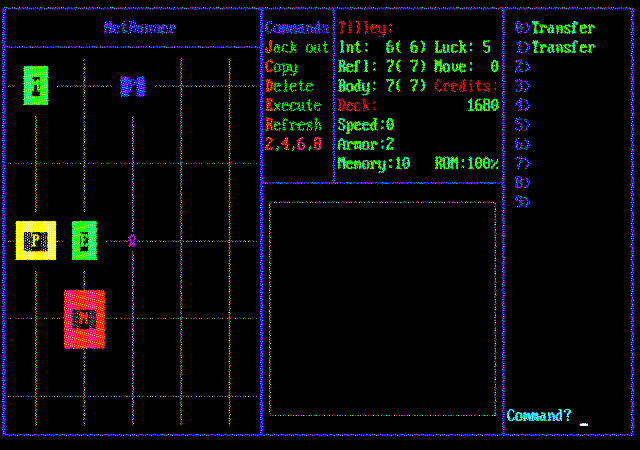 NetRunner
M
M
P
E
R
M
Commands
Jack out
Copy
Delete
Execute
Refresh
2,4,6,8
Tilley:
Int: 6( 6) Luck: 5
Refl: 7( 7) Move: 0
Body: 7( 7) Credits:
Deck: 1680
Speed:0
Armor:2
Memory:10 ROM:100%
0>Transfer
1>Transfer
2>
3>
4>
5>
6>
7>
8>
9>
Command? _